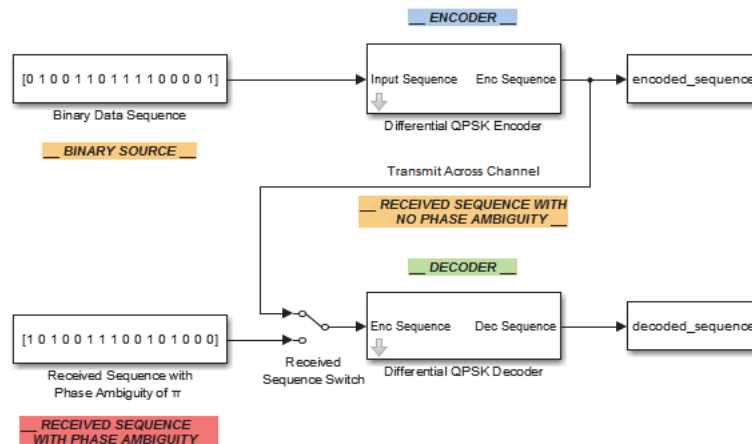 __ ENCODER __
[0 1 0 0 1 1 0 1 1 1 1 0 0 0 0 1]
Input Sequence Enc Sequence
encoded_sequence
Binary Data Sequence
Differential QPSK Encoder
__ BINARY SOURCE __
Transmit Across Channel
__ RECEIVED SEQUENCE WITH
NO PHASE AMBIGUITY __
__ DECODER __
[1 0 1 0 0 1 1 1 0 0 1 0 1 0 0 0]
Enc Sequence Dec Sequence
decoded_sequence
Received Sequence with
Phase Ambiguity of π
Received
Sequence Switch
Differential QPSK Decoder
__ RECEIVED SEQUENCE
WITH PHASE AMBIGUITY